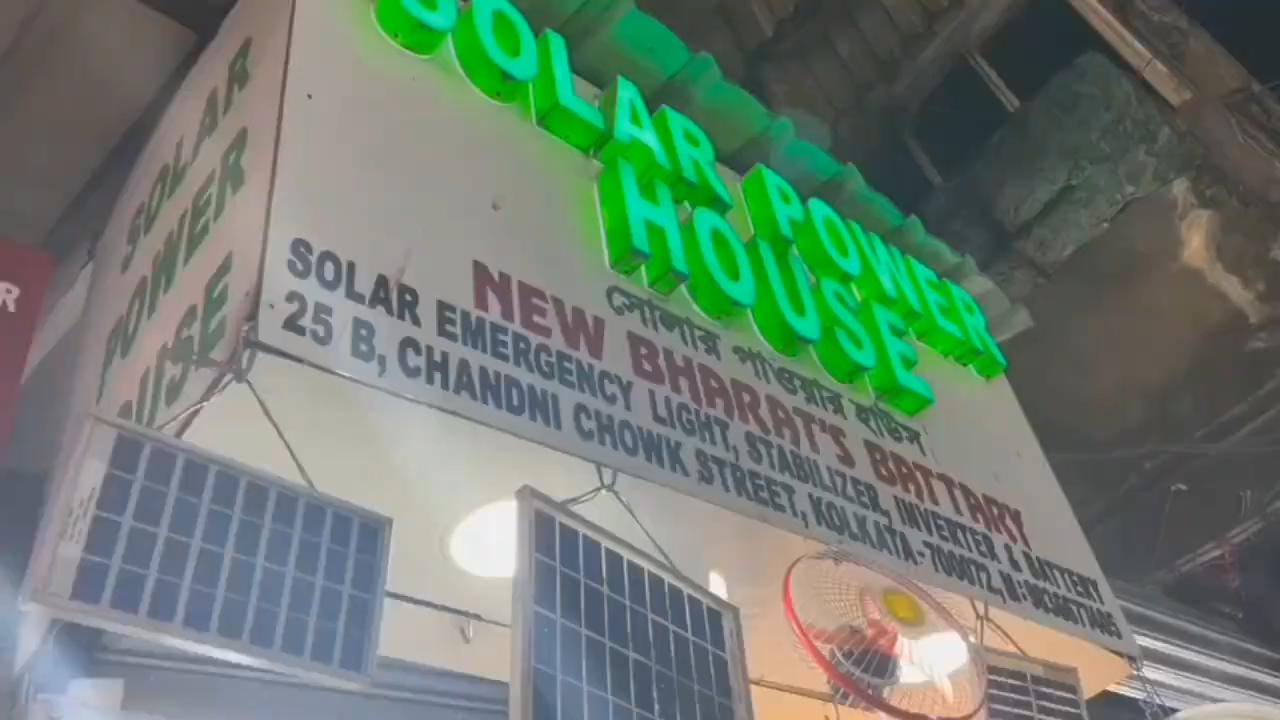 SOLAR POWER
HOUSE
সোলার পাওয়ার হাউস
NEW BHARAT'S BATTARY
SOLAR EMERGENCY LIGHT, STABILIZER, INVERTER & BATTERY
25 B, CHANDNI CHOWK STREET, KOLKATA-700072, M:
SOLAR
POWER